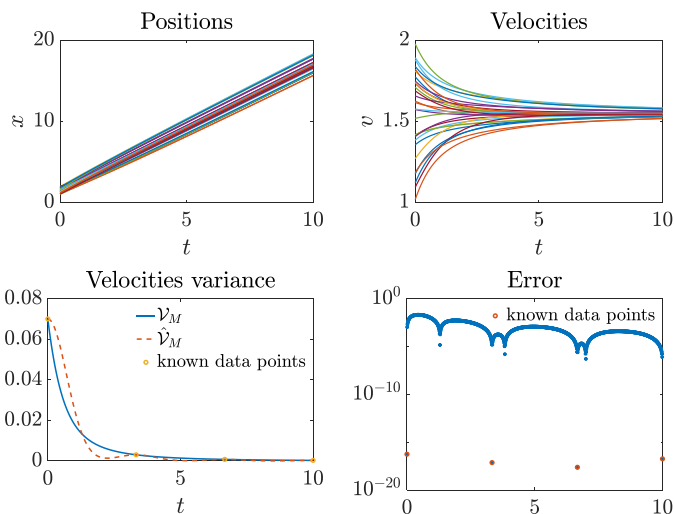 Positions
20
10
0
x
0
5
10
t
Velocities
2
1.5
1
v
0
5
10
t
Velocities variance
0.08
0.06
0.04
0.02
0
𝒱_M
𝒱̂_M
known data points
0
5
10
t
Error
10^0
10^-10
10^-20
known data points
0
5
10